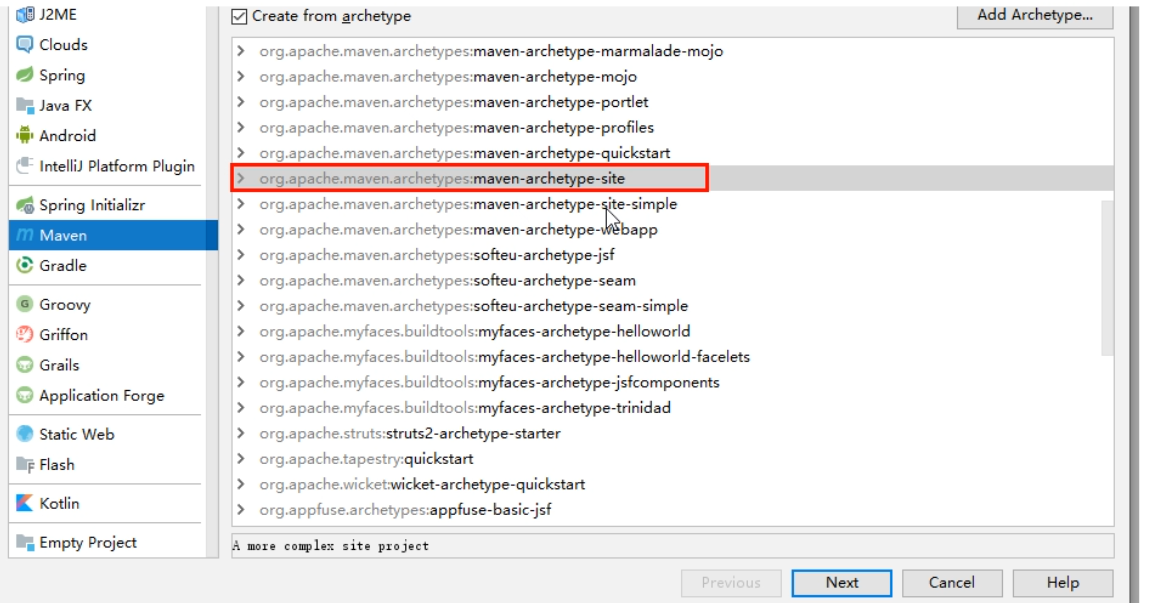 J2ME
Clouds
Spring
Java FX
Android
IntelliJ Platform Plugin
Spring Initializr
Maven
Gradle
Groovy
Griffon
Grails
Application Forge
Static Web
Flash
Kotlin
Empty Project
Create from archetype
Add Archetype...
org.apache.maven.archetypes:maven-archetype-marmalade-mojo
org.apache.maven.archetypes:maven-archetype-mojo
org.apache.maven.archetypes:maven-archetype-portlet
org.apache.maven.archetypes:maven-archetype-profiles
org.apache.maven.archetypes:maven-archetype-quickstart
org.apache.maven.archetypes:maven-archetype-site
org.apache.maven.archetypes:maven-archetype-site-simple
org.apache.maven.archetypes:maven-archetype-webapp
org.apache.maven.archetypes:softeu-archetype-jsf
org.apache.maven.archetypes:softeu-archetype-seam
org.apache.maven.archetypes:softeu-archetype-seam-simple
org.apache.myfaces.buildtools:myfaces-archetype-helloworld
org.apache.myfaces.buildtools:myfaces-archetype-helloworld-facelets
org.apache.myfaces.buildtools:myfaces-archetype-jsfcomponents
org.apache.myfaces.buildtools:myfaces-archetype-trinidad
org.apache.struts:struts2-archetype-starter
org.apache.tapestry:quickstart
org.apache.wicket:wicket-archetype-quickstart
org.appfuse.archetypes:appfuse-basic-jsf
A more complex site project
Previous
Next
Cancel
Help